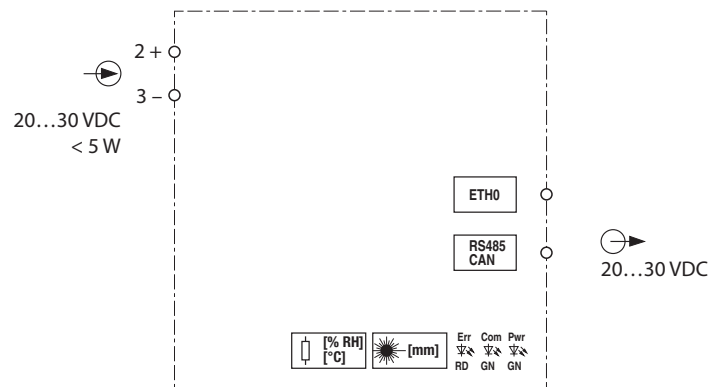 2 +
3 –
20…30 VDC
< 5 W
ETH0
RS485
CAN
20…30 VDC
[% RH]
[°C]
[mm]
Err Com Pwr
RD GN GN